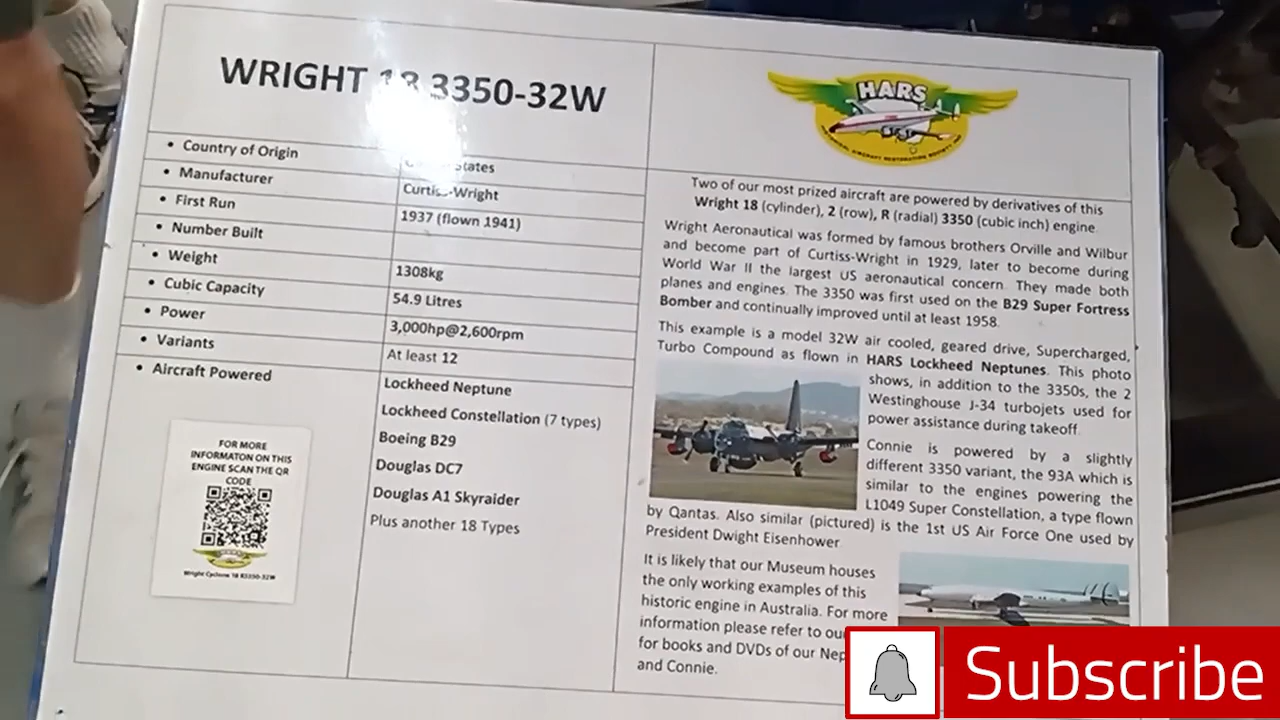 WRIGHT 18 3350-32W
• Country of Origin
States
• Manufacturer
Curtiss-Wright
• First Run
1937 (flown 1941)
• Number Built
• Weight
1308kg
• Cubic Capacity
54.9 Litres
• Power
3,000hp@2,600rpm
• Variants
At least 12
• Aircraft Powered
Lockheed Neptune
Lockheed Constellation (7 types)
Boeing B29
Douglas DC7
Douglas A1 Skyraider
Plus another 18 Types
FOR MORE
INFORMATON ON THIS
ENGINE SCAN THE QR
CODE
Wright Cyclone 18 R3350-32W
HARS
HISTORICAL AIRCRAFT RESTORATION SOCIETY INC
Two of our most prized aircraft are powered by derivatives of this
Wright 18 (cylinder), 2 (row), R (radial) 3350 (cubic inch) engine.
Wright Aeronautical was formed by famous brothers Orville and Wilbur
and become part of Curtiss-Wright in 1929, later to become during
World War II the largest US aeronautical concern. They made both
planes and engines. The 3350 was first used on the B29 Super Fortress
Bomber and continually improved until at least 1958.
This example is a model 32W air cooled, geared drive, Supercharged,
Turbo Compound as flown in HARS Lockheed Neptunes. This photo
shows, in addition to the 3350s, the 2
Westinghouse J-34 turbojets used for
power assistance during takeoff.
Connie is powered by a slightly
different 3350 variant, the 93A which is
similar to the engines powering the
L1049 Super Constellation, a type flown
by Qantas. Also similar (pictured) is the 1st US Air Force One used by
President Dwight Eisenhower.
It is likely that our Museum houses
the only working examples of this
historic engine in Australia. For more
information please refer to ou
for books and DVDs of our Nep
and Connie.
Subscribe